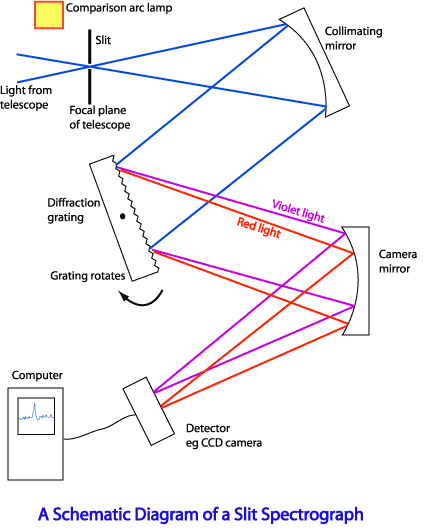 Comparison arc lamp
Slit
Collimating
mirror
Light from
telescope
Focal plane
of telescope
Diffraction
grating
Violet light
Red light
Camera
mirror
Grating rotates
Computer
Detector
eg CCD camera
A Schematic Diagram of a Slit Spectrograph